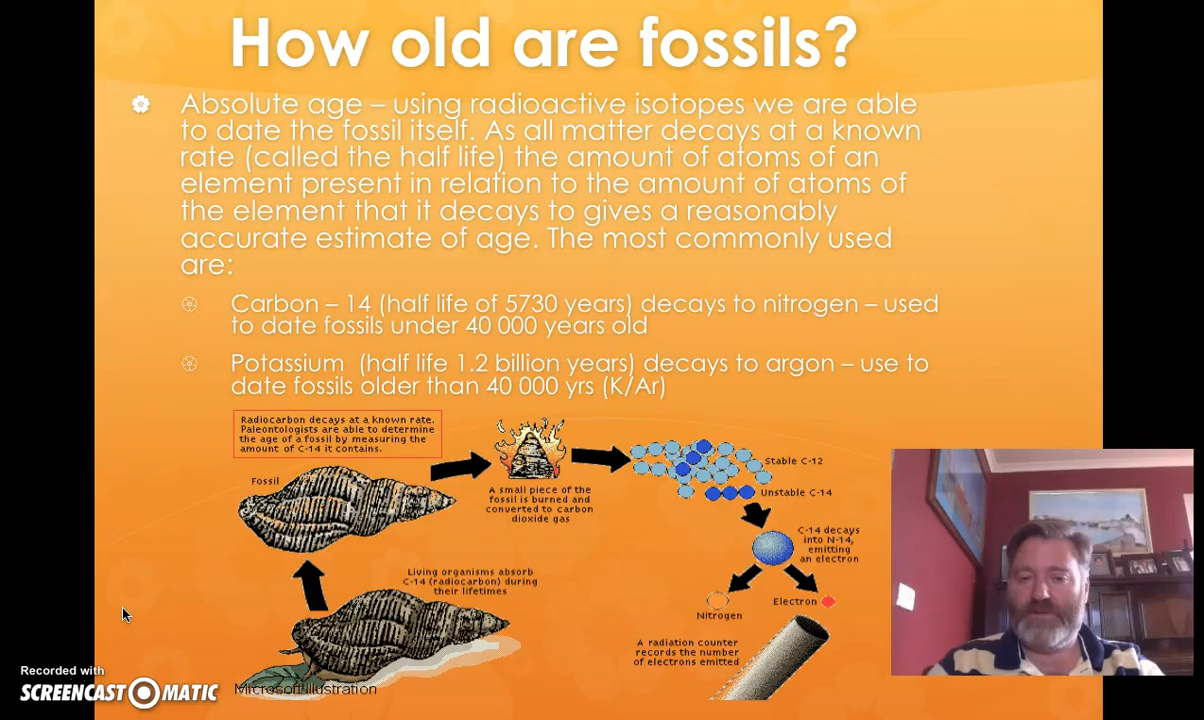 How old are fossils?
Absolute age – using radioactive isotopes we are able
to date the fossil itself. As all matter decays at a known
rate (called the half life) the amount of atoms of an
element present in relation to the amount of atoms of
the element that it decays to gives a reasonably
accurate estimate of age. The most commonly used
are:
Carbon – 14 (half life of 5730 years) decays to nitrogen – used
to date fossils under 40 000 years old
Potassium (half life 1.2 billion years) decays to argon – use to
date fossils older than 40 000 yrs (K/Ar)
Radiocarbon decays at a known rate.
Paleontologists are able to determine
the age of a fossil by measuring the
amount of C-14 it contains.
Fossil
A small piece of the
fossil is burned and
converted to carbon
dioxide gas
Stable C-12
Unstable C-14
C-14 decays
into N-14,
emitting
an electron
Nitrogen
Electron
Living organisms absorb
C-14 (radiocarbon) during
their lifetimes
A radiation counter
records the number
of electrons emitted
Microsoft Illustration
Recorded with
SCREENCAST-O-MATIC